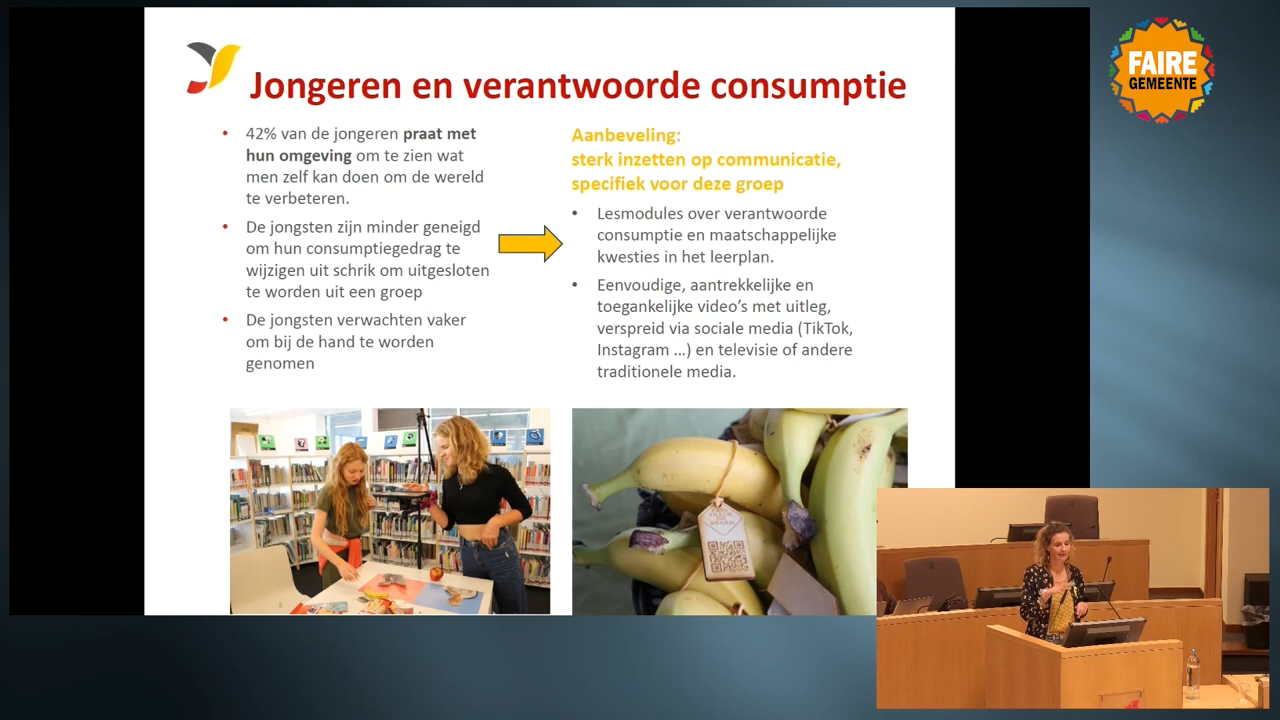 Jongeren en verantwoorde consumptie
• 42% van de jongeren praat met
hun omgeving om te zien wat
men zelf kan doen om de wereld
te verbeteren.
• De jongsten zijn minder geneigd
om hun consumptiegedrag te
wijzigen uit schrik om uitgesloten
te worden uit een groep
• De jongsten verwachten vaker
om bij de hand te worden
genomen
Aanbeveling:
sterk inzetten op communicatie,
specifiek voor deze groep
• Lesmodules over verantwoorde
consumptie en maatschappelijke
kwesties in het leerplan.
• Eenvoudige, aantrekkelijke en
toegankelijke video’s met uitleg,
verspreid via sociale media (TikTok,
Instagram …) en televisie of andere
traditionele media.
FAIRE
GEMEENTE